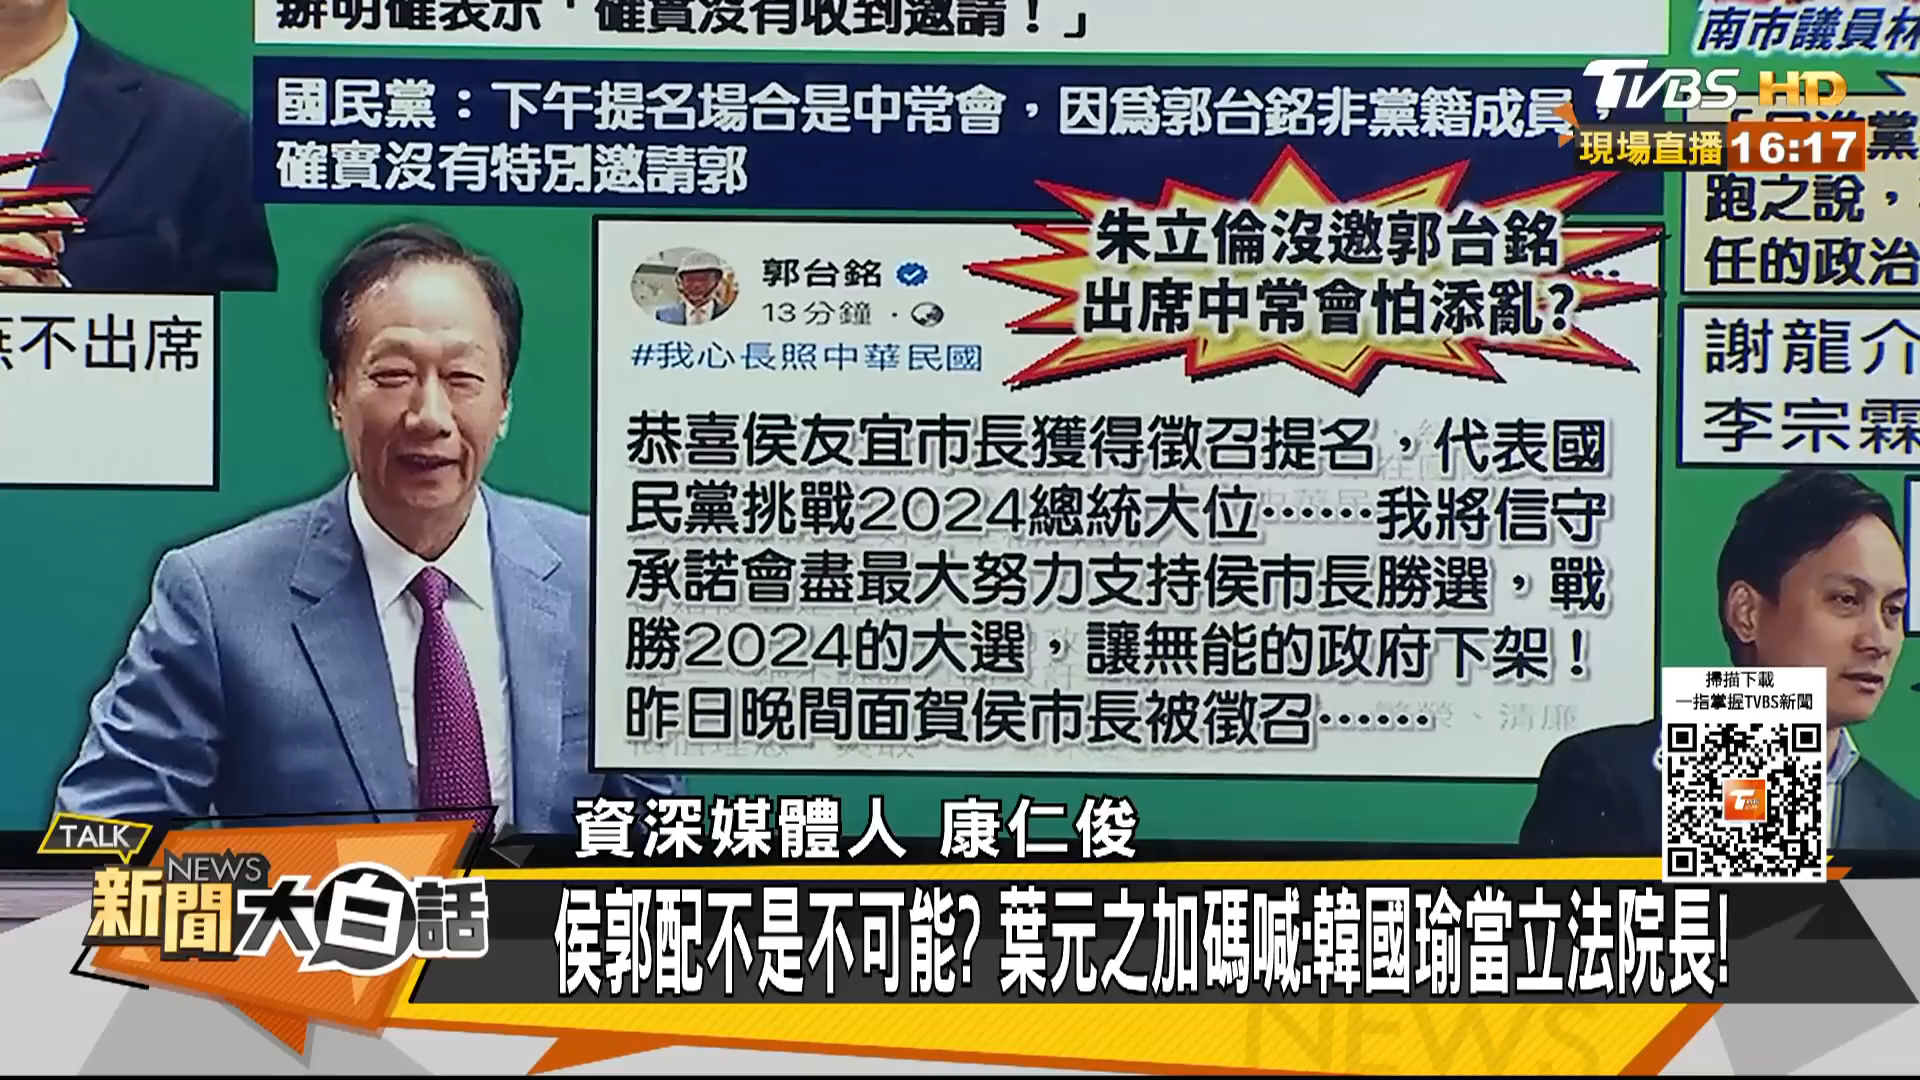 辦明確表示「確實沒有收到邀請！」
國民黨：下午提名場合是中常會，因為郭台銘非黨籍成員，
確實沒有特別邀請郭
南市議員林
TVBS HD
現場直播 16:17
跑之說，
任的政治
朱立倫沒邀郭台銘
出席中常會怕添亂?
郭台銘
13分鐘
#我心長照中華民國
恭喜侯友宜市長獲得徵召提名，代表國
民黨挑戰2024總統大位……我將信守
承諾會盡最大努力支持侯市長勝選，戰
勝2024的大選，讓無能的政府下架！
昨日晚間面賀侯市長被徵召……
不出席
謝龍介
李宗霖
掃描下載
一指掌握TVBS新聞
TALK
NEWS
新聞大白話
資深媒體人 康仁俊
侯郭配不是不可能? 葉元之加碼喊:韓國瑜當立法院長!
NEWS